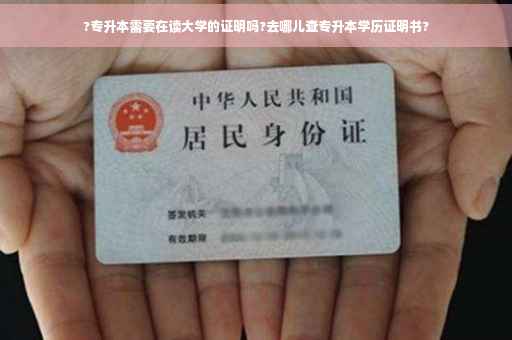 ?专升本需要在读大学的证明吗?去哪儿查专升本学历证明书?
中华人民共和国
居民身份证
签发机关
有效期限